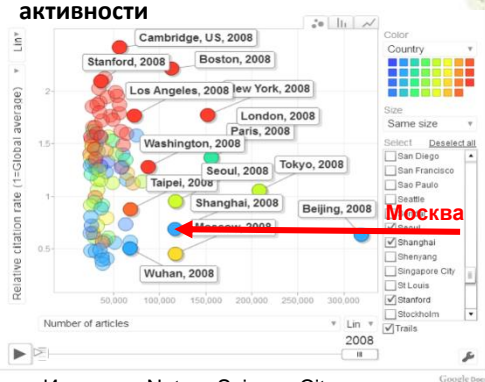 активности
Lin
Cambridge, US, 2008
Stanford, 2008
Boston, 2008
Los Angeles, 2008
New York, 2008
London, 2008
Paris, 2008
Washington, 2008
Seoul, 2008
Tokyo, 2008
Taipei, 2008
Shanghai, 2008
Beijing, 2008
Moscow, 2008
Wuhan, 2008
Relative citation rate (1=Global average)
2
1.5
1
0.5
50,000 100,000 150,000 200,000 250,000 300,000
Number of articles
Lin
2008
Color
Country
Size
Same size
Select Deselect all
San Diego
San Francisco
Sao Paulo
Seattle
Москва
Seoul
Shanghai
Shenyang
Singapore City
St Louis
Stanford
Stockholm
Trails
Google